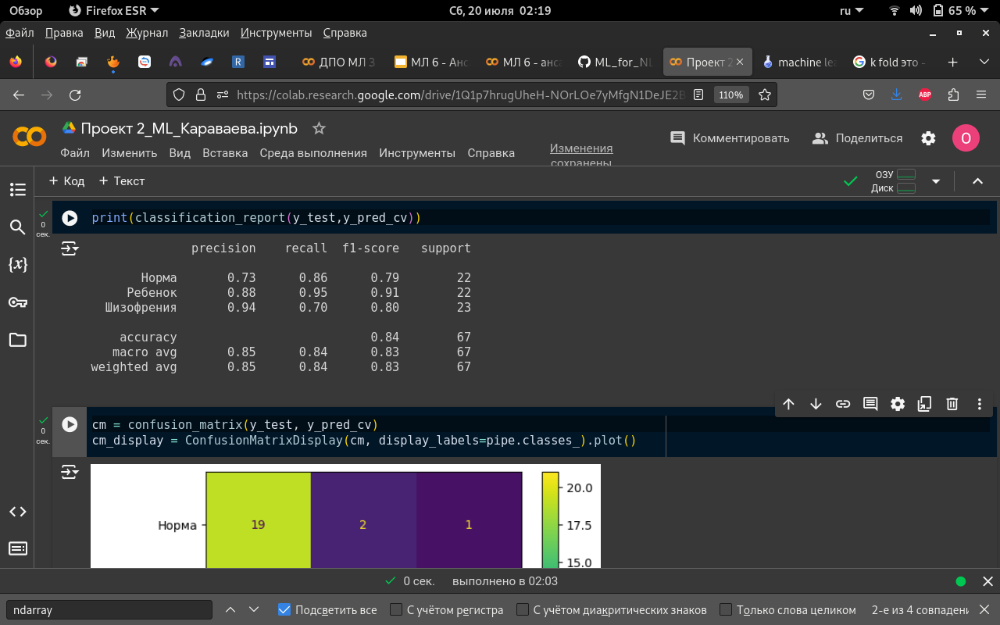 Обзор Firefox ESR Сб, 20 июля 02:19 ru 65 %
Файл Правка Вид Журнал Закладки Инструменты Справка
R ДПО МЛ 3 МЛ 6 - Анс МЛ 6 - анса ML_for_NL Проект 2 machine lea k fold это -
https://colab.research.google.com/drive/1Q1p7hrugUheH-NOrLOe7yMfgN1DeJE2B 110% ABP
Проект 2_ML_Караваева.ipynb
Файл Изменить Вид Вставка Среда выполнения Инструменты Справка Изменения сохранены Комментировать Поделиться О
+ Код + Текст ОЗУ
Диск
0
сек.
print(classification_report(y_test,y_pred_cv))
precision recall f1-score support
Норма 0.73 0.86 0.79 22
Ребенок 0.88 0.95 0.91 22
Шизофрения 0.94 0.70 0.80 23
accuracy 0.84 67
macro avg 0.85 0.84 0.83 67
weighted avg 0.85 0.84 0.83 67
0
сек.
cm = confusion_matrix(y_test, y_pred_cv)
cm_display = ConfusionMatrixDisplay(cm, display_labels=pipe.classes_).plot()
20.0
Норма 19 2 1 17.5
15.0
0 сек. выполнено в 02:03
ndarray Подсветить все С учётом регистра С учётом диакритических знаков Только слова целиком 2-е из 4 совпадени